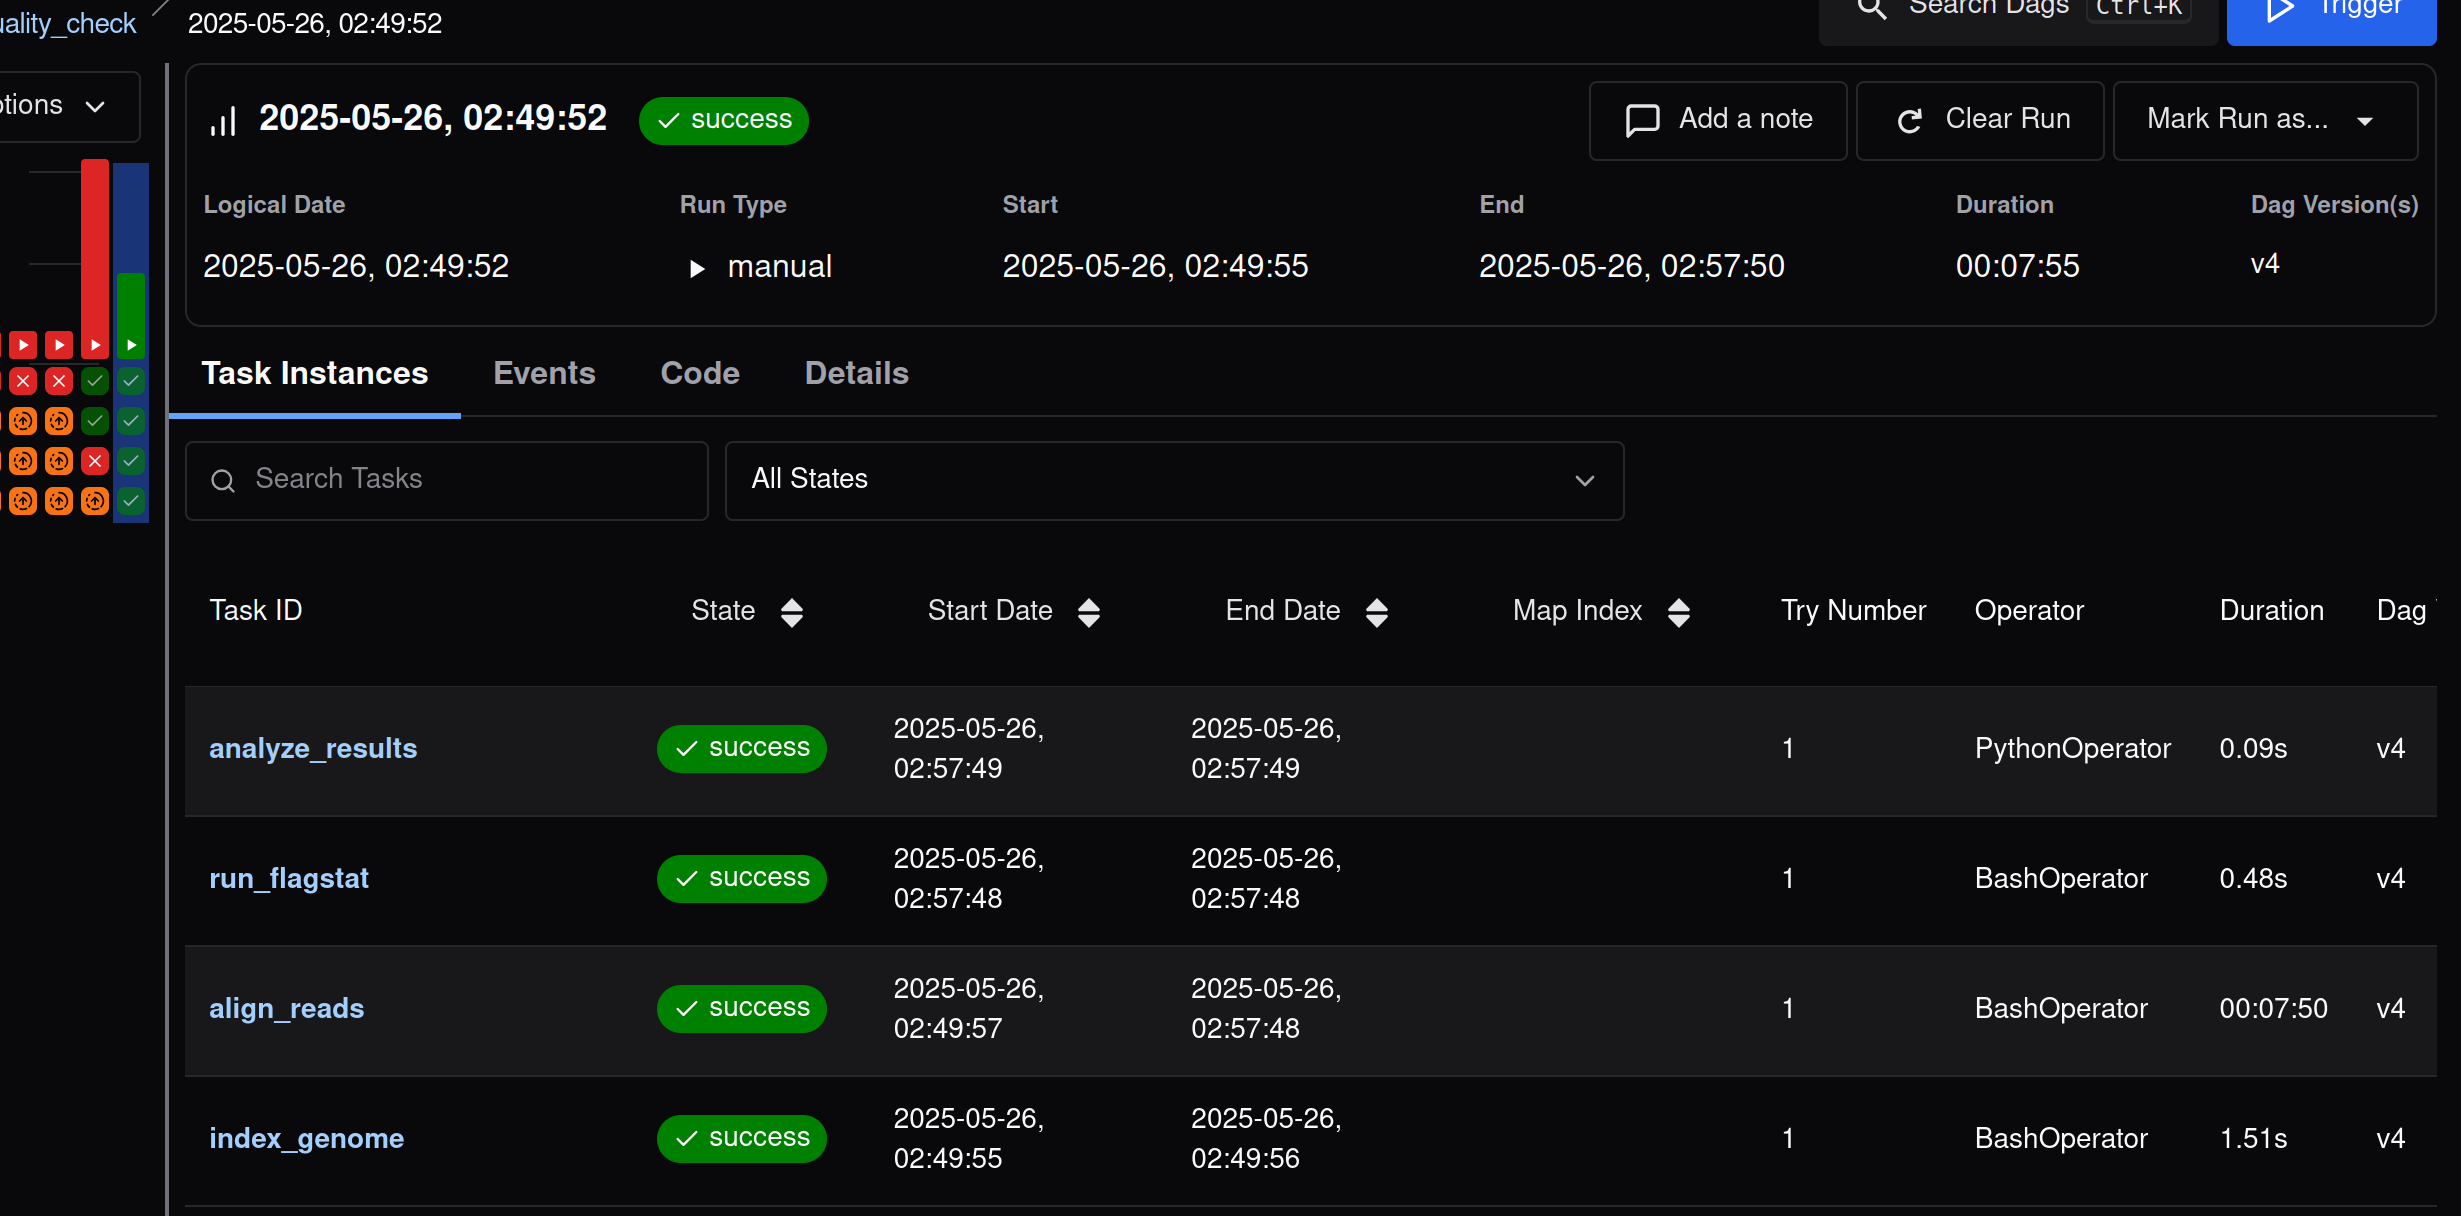 uality_check
2025-05-26, 02:49:52
Search Dags
Ctrl+K
Trigger
ptions
2025-05-26, 02:49:52
success
Add a note
Clear Run
Mark Run as...
Logical Date
Run Type
Start
End
Duration
Dag Version(s)
2025-05-26, 02:49:52
manual
2025-05-26, 02:49:55
2025-05-26, 02:57:50
00:07:55
v4
Task Instances
Events
Code
Details
Search Tasks
All States
Task ID
State
Start Date
End Date
Map Index
Try Number
Operator
Duration
Dag
analyze_results
success
2025-05-26,
02:57:49
2025-05-26,
02:57:49
1
PythonOperator
0.09s
v4
run_flagstat
success
2025-05-26,
02:57:48
2025-05-26,
02:57:48
1
BashOperator
0.48s
v4
align_reads
success
2025-05-26,
02:49:57
2025-05-26,
02:57:48
1
BashOperator
00:07:50
v4
index_genome
success
2025-05-26,
02:49:55
2025-05-26,
02:49:56
1
BashOperator
1.51s
v4